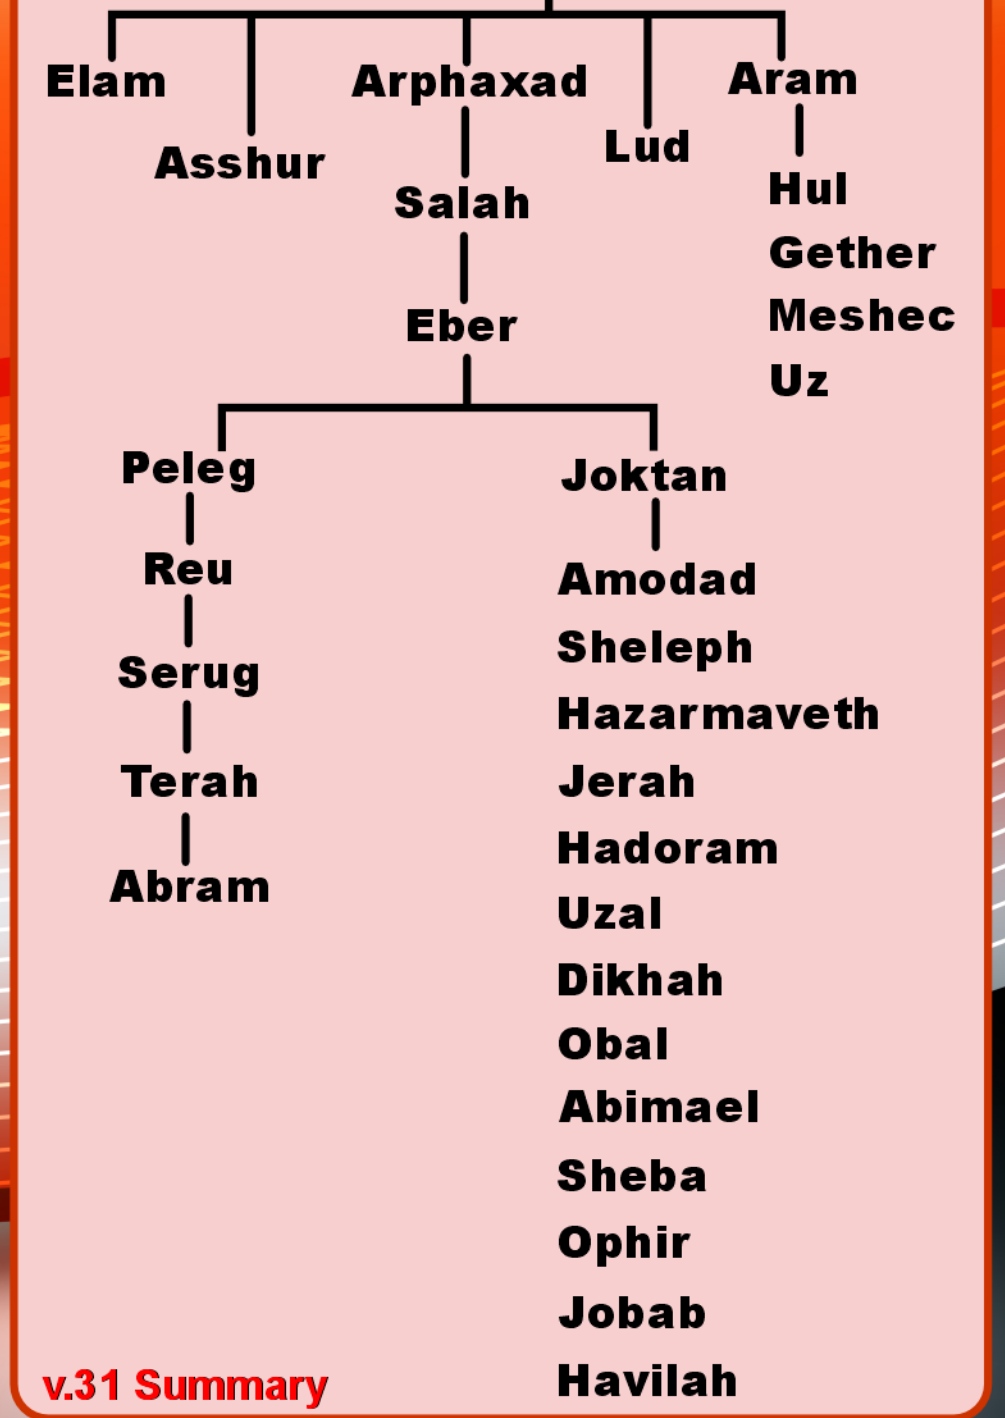 Elam
Asshur
Arphaxad
Lud
Aram
Hul
Gether
Meshec
Uz
Salah
Eber
Peleg
Reu
Serug
Terah
Abram
Joktan
Amodad
Sheleph
Hazarmaveth
Jerah
Hadoram
Uzal
Dikhah
Obal
Abimael
Sheba
Ophir
Jobab
Havilah
v.31 Summary